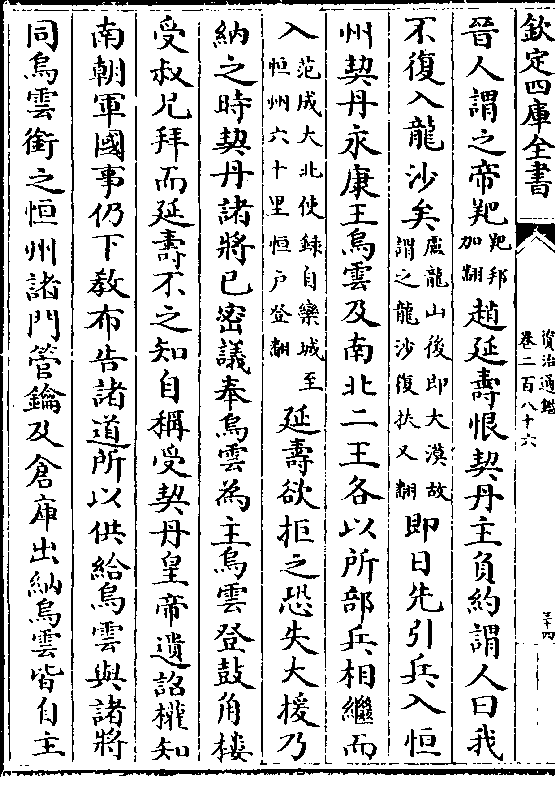 欽定四庫全書
資治通鑑
卷二百八十六
三十四
晉人謂之帝羓羓邦加翻趙延壽恨契丹主負約謂人曰我
不復入龍沙矣盧龍山後即大漠故謂之龍沙復扶又翻即日先引兵入恒
州契丹永康王烏雲及南北二王各以所部兵相繼而
入范成大北使録自欒城至恒州六十里恒户登翻延壽欲拒之恐失大援乃
納之時契丹諸將已密議奉烏雲為主烏雲登鼓角樓
受叔兄拜而延壽不之知自稱受契丹皇帝遺詔權知
南朝軍國事仍下敎布告諸道所以供給烏雲與諸將
同烏雲銜之恒州諸門管鑰及倉庫出納烏雲皆自主